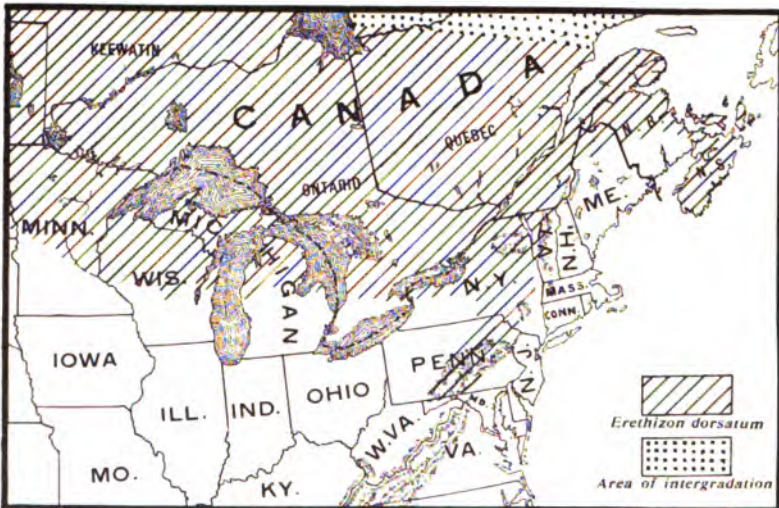 KEEWATIN
CANADA
QUEBEC
ONTARIO
N.B.
N.S.
ME.
MINN.
MICHIGAN
WIS.
N.Y.
N.H.
MASS.
CONN.
IOWA
PENN.
N.J.
ILL.
IND.
OHIO
MD.
W.VA.
VA.
MO.
KY.
Erethizon dorsatum
Area of intergradation